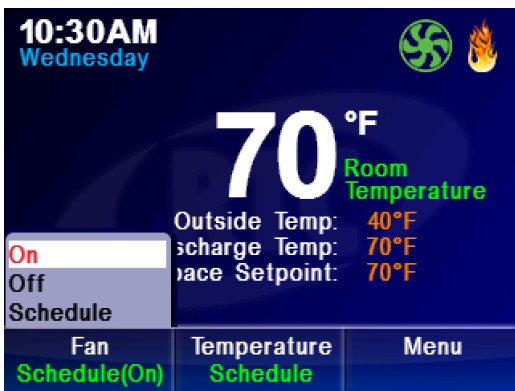 10:30AM
Wednesday
70 °F
Room
Temperature
Outside Temp: 40°F
scharge Temp: 70°F
pace Setpoint: 70°F
On
Off
Schedule
Fan
Schedule(On)
Temperature
Schedule
Menu